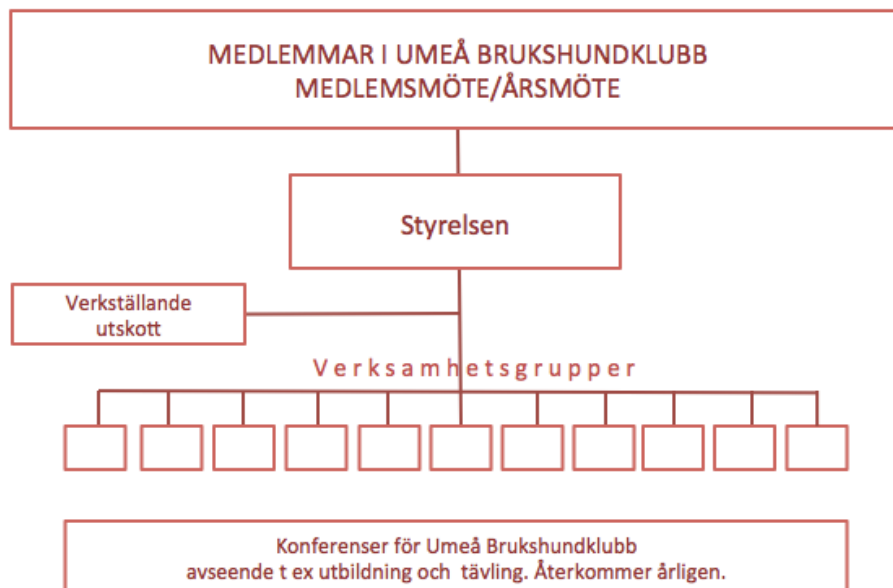 MEDLEMMAR I UMEÅ BRUKSHUNDKLUBB
MEDLEMSMÖTE/ÅRSMÖTE
Styrelsen
Verkställande
utskott
Verksamhetsgrupper
Konferenser för Umeå Brukshundklubb
avseende t ex utbildning och tävling. Återkommer årligen.